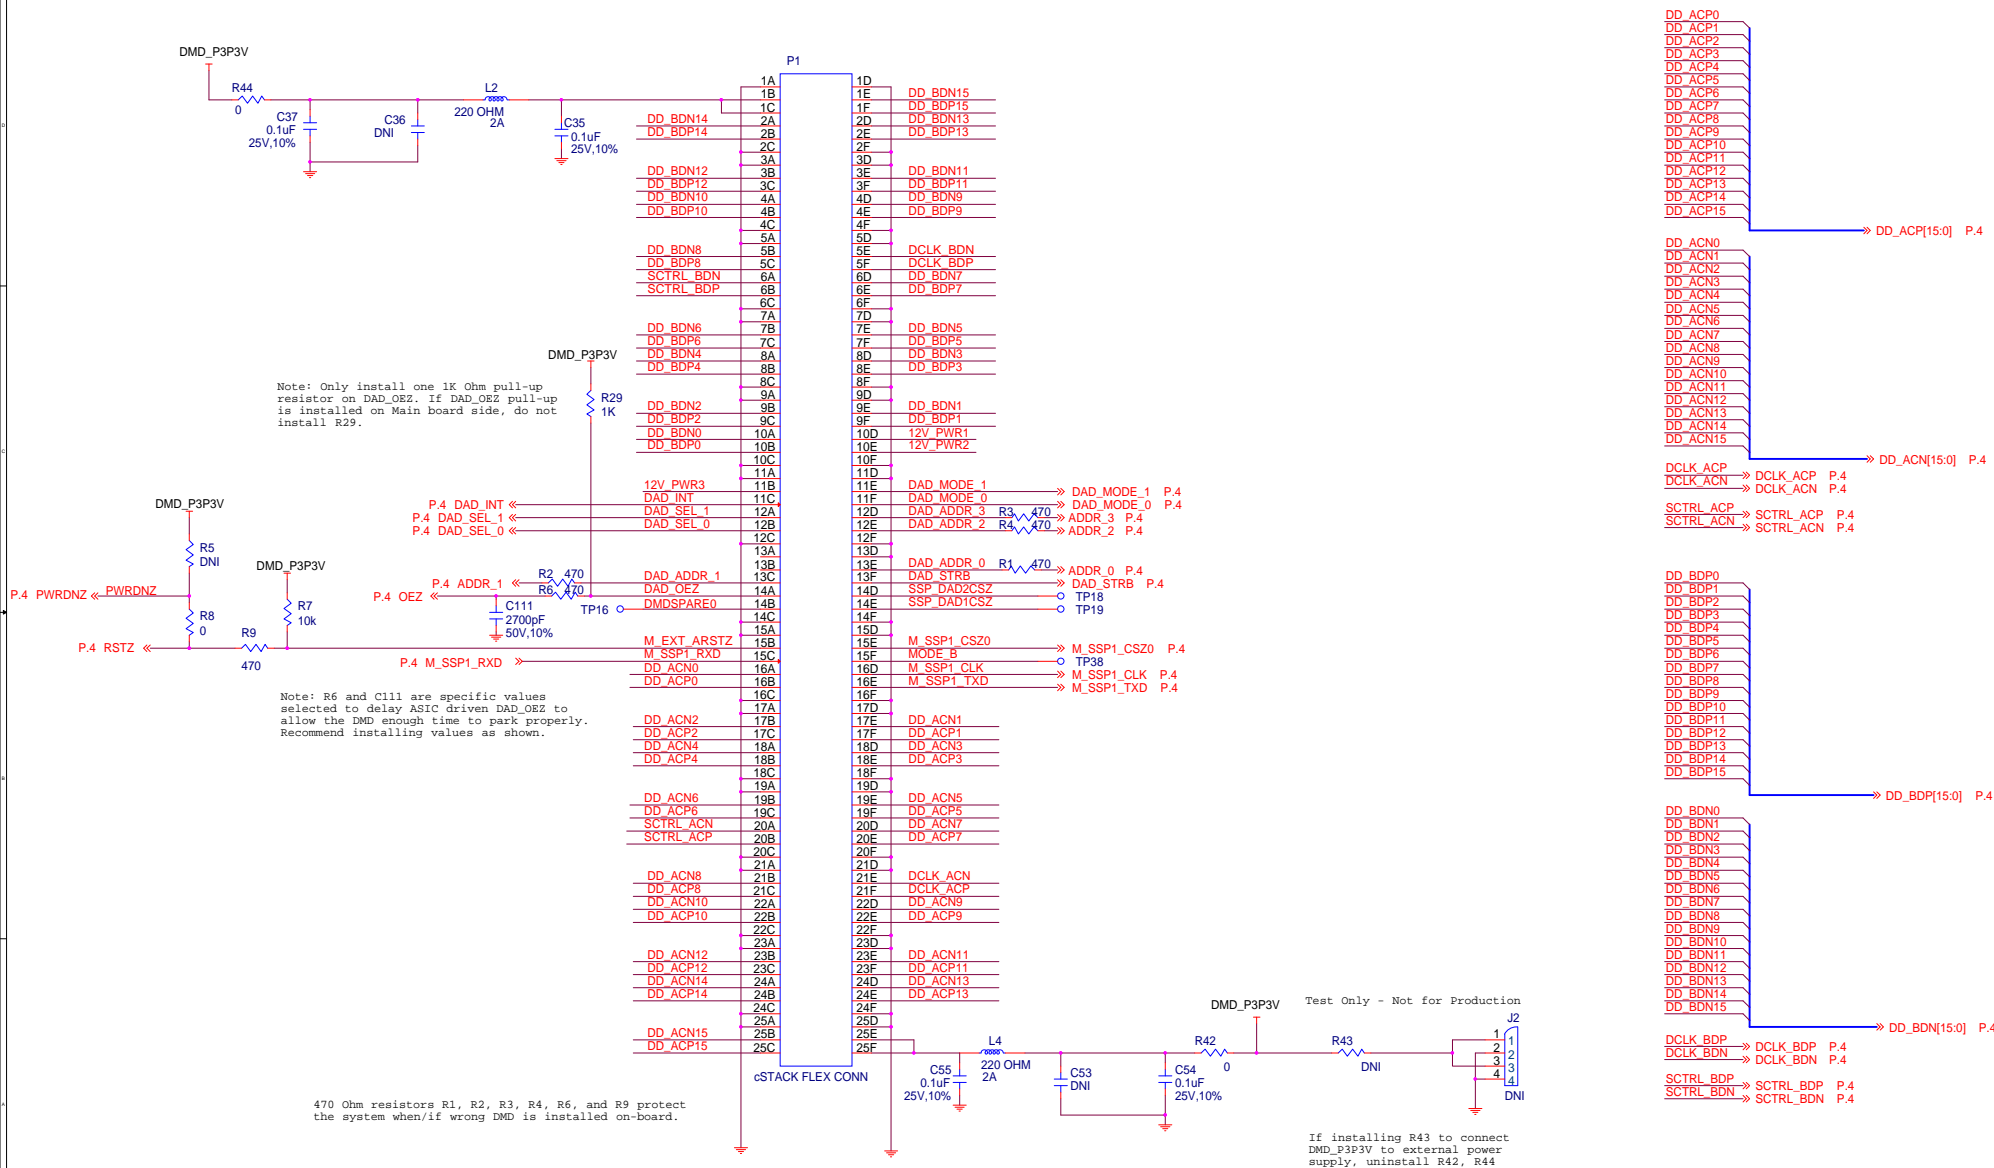 DMD_P3P3V
R44
0
C37
0.1uF
25V,10%
C36
DNI
L2
220 OHM
2A
C35
0.1uF
25V,10%
P1
1A
1B
1C
2A
2B
2C
3A
3B
3C
4A
4B
4C
5A
5B
5C
6A
6B
6C
7A
7B
7C
8A
8B
8C
9A
9B
9C
10A
10B
10C
11A
11B
11C
12A
12B
12C
13A
13B
13C
14A
14B
14C
15A
15B
15C
16A
16B
16C
17A
17B
17C
18A
18B
18C
19A
19B
19C
20A
20B
20C
21A
21B
21C
22A
22B
22C
23A
23B
23C
24A
24B
24C
25A
25B
25C
1D
1E
1F
2D
2E
2F
3D
3E
3F
4D
4E
4F
5D
5E
5F
6D
6E
6F
7D
7E
7F
8D
8E
8F
9D
9E
9F
10D
10E
10F
11D
11E
11F
12D
12E
12F
13D
13E
13F
14D
14E
14F
15D
15E
15F
16D
16E
16F
17D
17E
17F
18D
18E
18F
19D
19E
19F
20D
20E
20F
21D
21E
21F
22D
22E
22F
23D
23E
23F
24D
24E
24F
25D
25E
25F
cSTACK FLEX CONN
DD_BDN14
DD_BDP14
DD_BDN12
DD_BDP12
DD_BDN10
DD_BDP10
DD_BDN8
DD_BDP8
SCTRL_BDN
SCTRL_BDP
DD_BDN6
DD_BDP6
DD_BDN4
DD_BDP4
DD_BDN2
DD_BDP2
DD_BDN0
DD_BDP0
12V_PWR3
DAD_INT
DAD_SEL_1
DAD_SEL_0
DAD_ADDR_1
DAD_OEZ
DMDSPARE0
M_EXT_ARSTZ
M_SSP1_RXD
DD_ACN0
DD_ACP0
DD_ACN2
DD_ACP2
DD_ACN4
DD_ACP4
DD_ACN6
DD_ACP6
SCTRL_ACN
SCTRL_ACP
DD_ACN8
DD_ACP8
DD_ACN10
DD_ACP10
DD_ACN12
DD_ACP12
DD_ACN14
DD_ACP14
DD_ACN15
DD_ACP15
DD_BDN15
DD_BDP15
DD_BDN13
DD_BDP13
DD_BDN11
DD_BDP11
DD_BDN9
DD_BDP9
DCLK_BDN
DCLK_BDP
DD_BDN7
DD_BDP7
DD_BDN5
DD_BDP5
DD_BDN3
DD_BDP3
DD_BDN1
DD_BDP1
12V_PWR1
12V_PWR2
DAD_MODE_1
DAD_MODE_0
DAD_ADDR_3
DAD_ADDR_2
DAD_ADDR_0
DAD_STRB
SSP_DAD2CSZ
SSP_DAD1CSZ
M_SSP1_CSZ0
MODE_B
M_SSP1_CLK
M_SSP1_TXD
DD_ACN1
DD_ACP1
DD_ACN3
DD_ACP3
DD_ACN5
DD_ACP5
DD_ACN7
DD_ACP7
DCLK_ACN
DCLK_ACP
DD_ACN9
DD_ACP9
DD_ACN11
DD_ACP11
DD_ACN13
DD_ACP13
R3 470
R4 470
R1 470
DAD_MODE_1 P.4
DAD_MODE_0 P.4
ADDR_3 P.4
ADDR_2 P.4
ADDR_0 P.4
DAD_STRB P.4
TP18
TP19
M_SSP1_CSZ0 P.4
TP38
M_SSP1_CLK P.4
M_SSP1_TXD P.4
DMD_P3P3V
R29
1K
Note: Only install one 1K Ohm pull-up
resistor on DAD_OEZ. If DAD_OEZ pull-up
is installed on Main board side, do not
install R29.
P.4 DAD_INT
P.4 DAD_SEL_1
P.4 DAD_SEL_0
P.4 ADDR_1
P.4 OEZ
R2 470
R6 470
C111
2700pF
50V,10%
TP16
P.4 M_SSP1_RXD
DMD_P3P3V
R5
DNI
P.4 PWRDNZ PWRDNZ
R8
0
DMD_P3P3V
R7
10k
P.4 RSTZ
R9
470
Note: R6 and C111 are specific values
selected to delay ASIC driven DAD_OEZ to
allow the DMD enough time to park properly.
Recommend installing values as shown.
470 Ohm resistors R1, R2, R3, R4, R6, and R9 protect
the system when/if wrong DMD is installed on-board.
C55
0.1uF
25V,10%
L4
220 OHM
2A
C53
DNI
C54
0.1uF
25V,10%
R42
0
DMD_P3P3V
R43
DNI
Test Only - Not for Production
J2
1
2
3
4
1
2
3
4
DNI
If installing R43 to connect
DMD_P3P3V to external power
supply, uninstall R42, R44
DD_ACP0
DD_ACP1
DD_ACP2
DD_ACP3
DD_ACP4
DD_ACP5
DD_ACP6
DD_ACP7
DD_ACP8
DD_ACP9
DD_ACP10
DD_ACP11
DD_ACP12
DD_ACP13
DD_ACP14
DD_ACP15
DD_ACP[15:0] P.4
DD_ACN0
DD_ACN1
DD_ACN2
DD_ACN3
DD_ACN4
DD_ACN5
DD_ACN6
DD_ACN7
DD_ACN8
DD_ACN9
DD_ACN10
DD_ACN11
DD_ACN12
DD_ACN13
DD_ACN14
DD_ACN15
DD_ACN[15:0] P.4
DCLK_ACP DCLK_ACP P.4
DCLK_ACN DCLK_ACN P.4
SCTRL_ACP SCTRL_ACP P.4
SCTRL_ACN SCTRL_ACN P.4
DD_BDP0
DD_BDP1
DD_BDP2
DD_BDP3
DD_BDP4
DD_BDP5
DD_BDP6
DD_BDP7
DD_BDP8
DD_BDP9
DD_BDP10
DD_BDP11
DD_BDP12
DD_BDP13
DD_BDP14
DD_BDP15
DD_BDP[15:0] P.4
DD_BDN0
DD_BDN1
DD_BDN2
DD_BDN3
DD_BDN4
DD_BDN5
DD_BDN6
DD_BDN7
DD_BDN8
DD_BDN9
DD_BDN10
DD_BDN11
DD_BDN12
DD_BDN13
DD_BDN14
DD_BDN15
DD_BDN[15:0] P.4
DCLK_BDP DCLK_BDP P.4
DCLK_BDN DCLK_BDN P.4
SCTRL_BDP SCTRL_BDP P.4
SCTRL_BDN SCTRL_BDN P.4